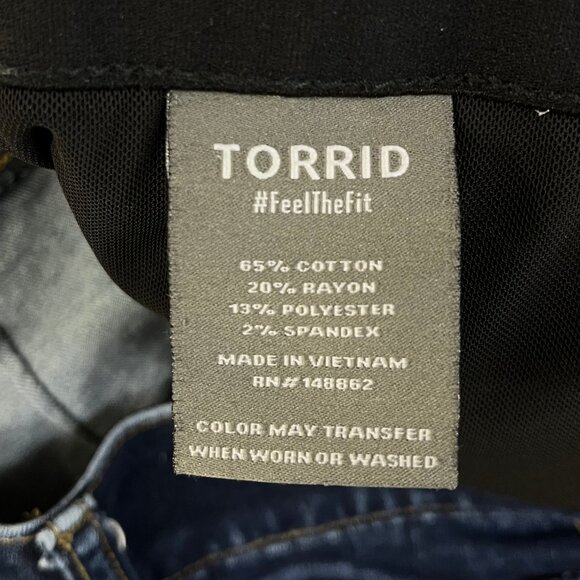 TORRID
#FeelTheFit
65% COTTON
20% RAYON
13% POLYESTER
2% SPANDEX
MADE IN VIETNAM
RN# 148862
COLOR MAY TRANSFER
WHEN WORN OR WASHED